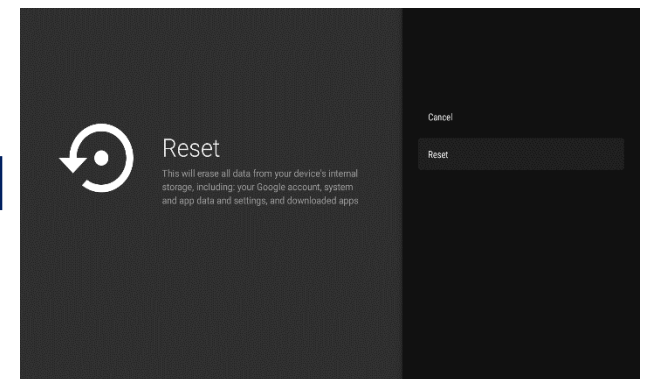 Reset
This will erase all data from your device's internal
storage, including: your Google account, system
and app data and settings, and downloaded apps
Cancel
Reset